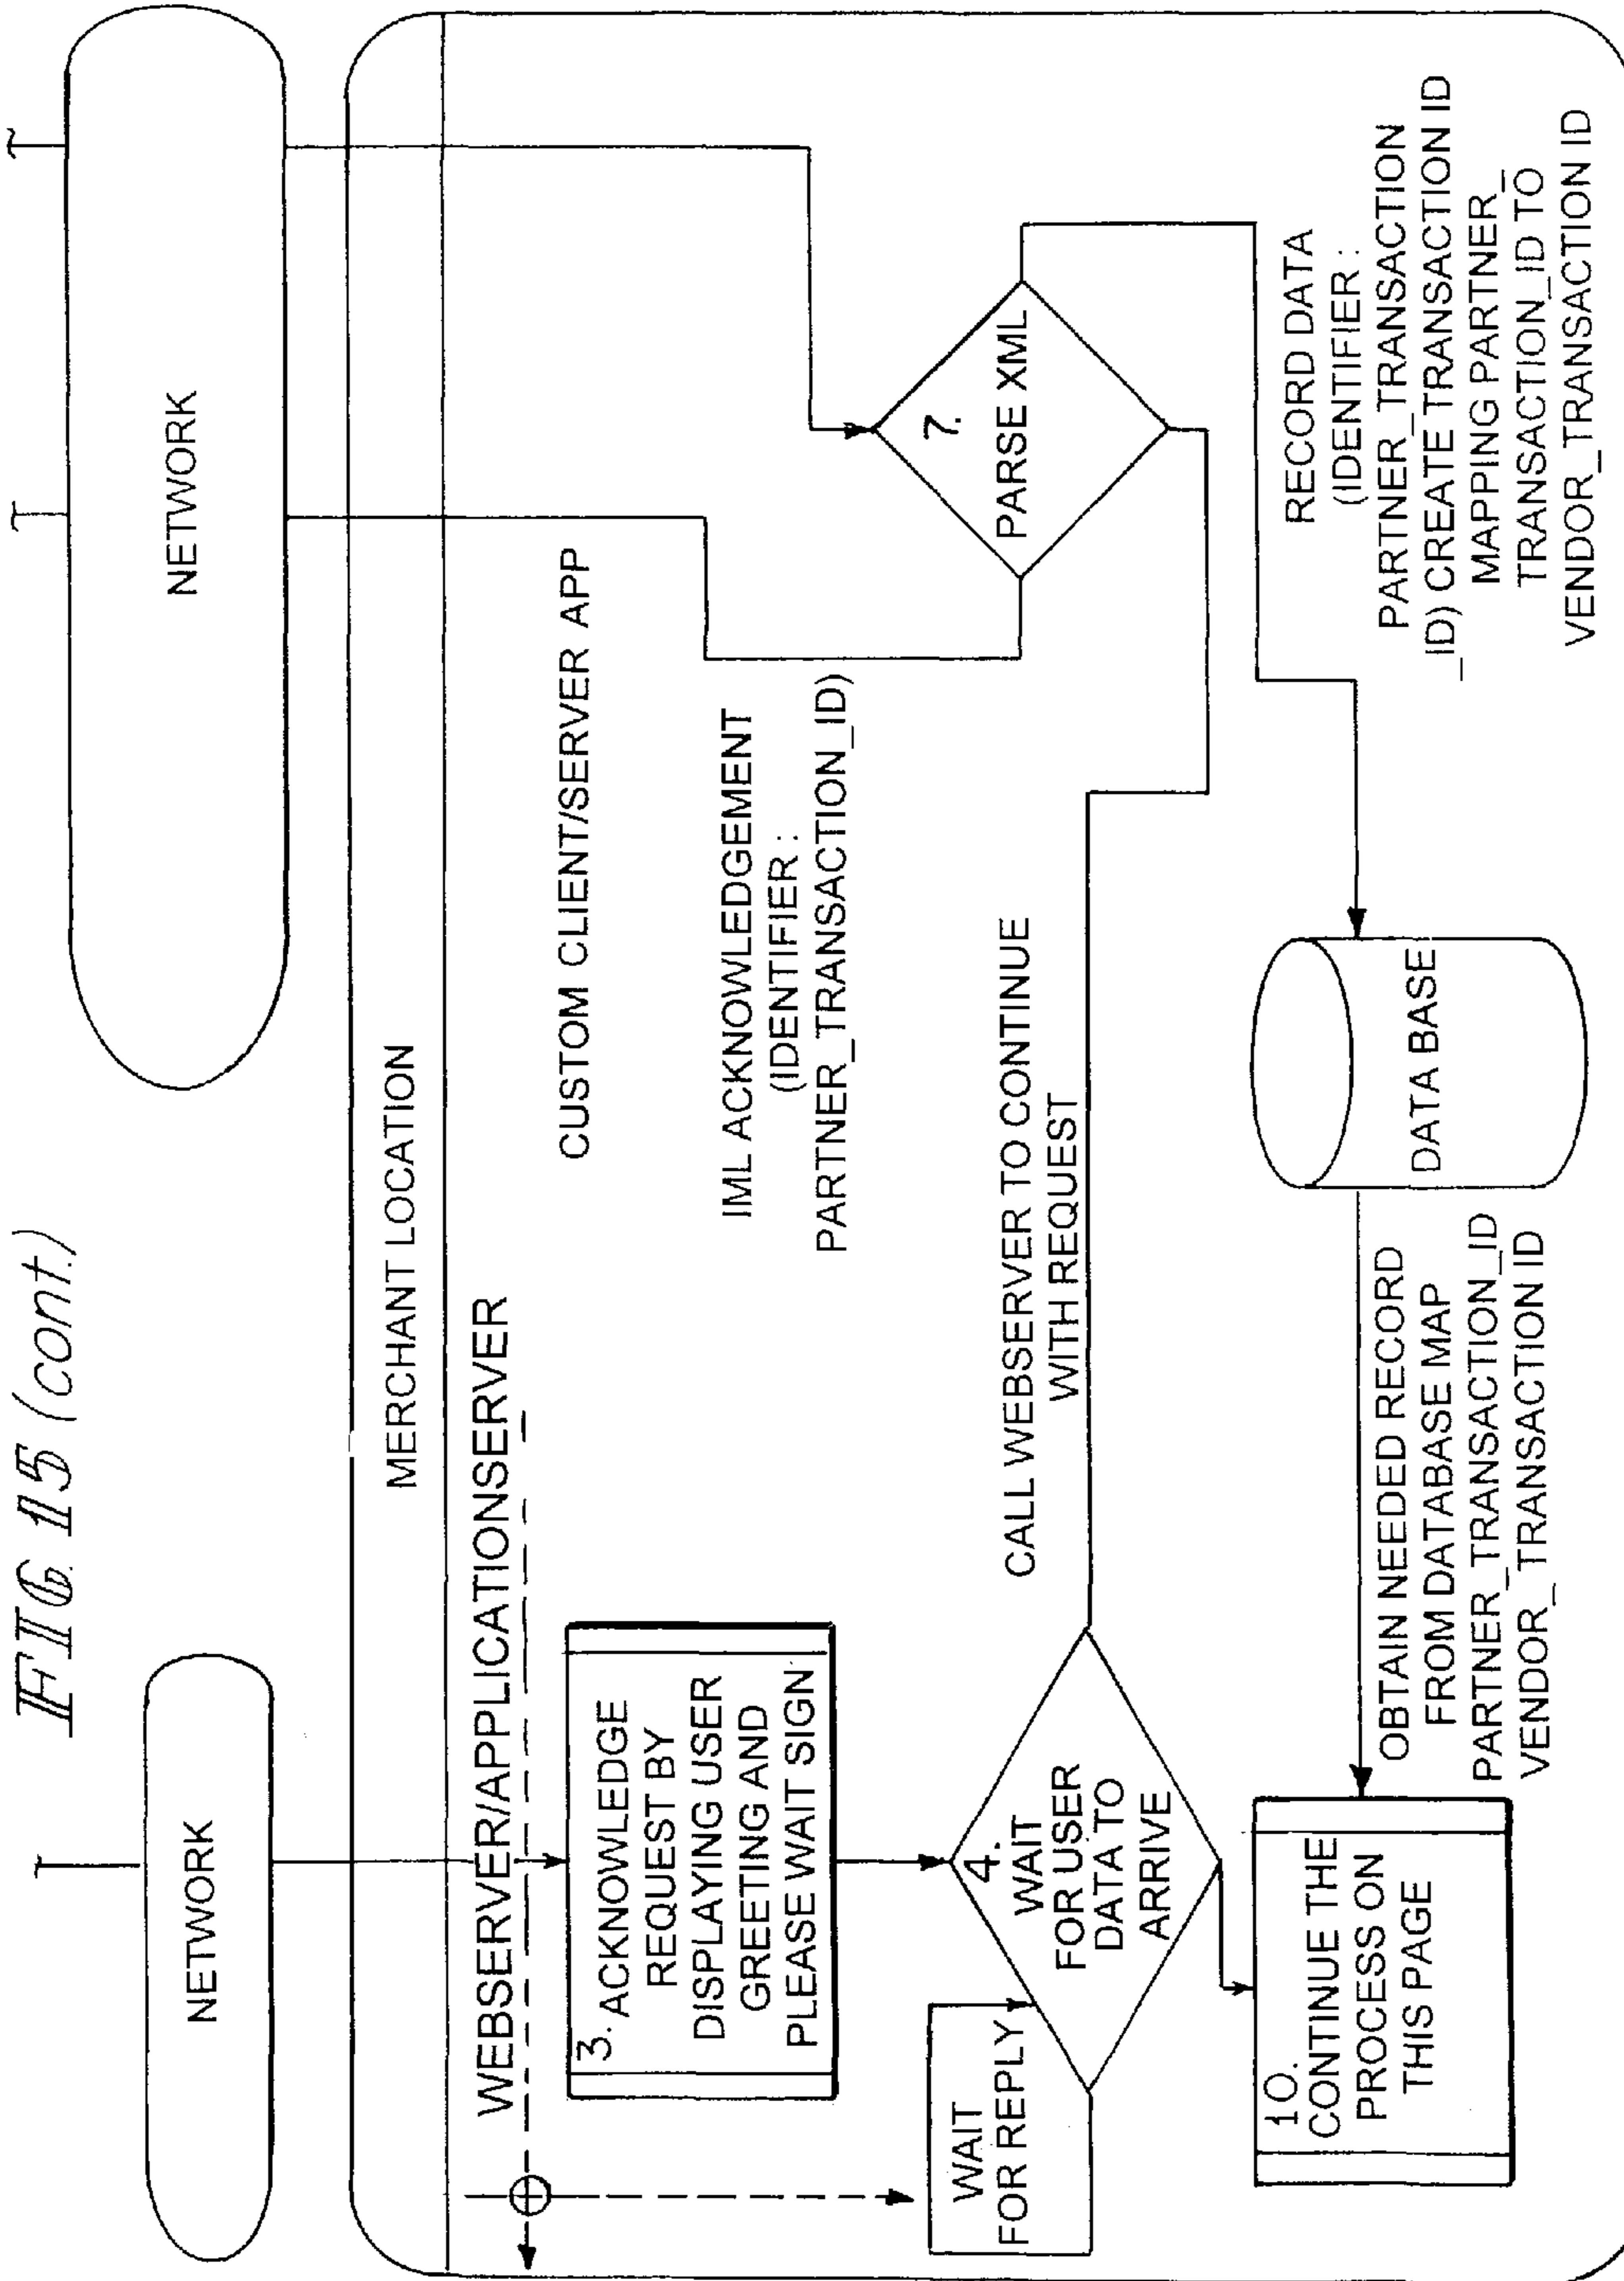 FIG 15 (cont.)
NETWORK
NETWORK
MERCHANT LOCATION
WEBSERVER/APPLICATIONSERVER
CUSTOM CLIENT/SERVER APP
3. ACKNOWLEDGE
REQUEST BY
DISPLAYING USER
GREETING AND
PLEASE WAIT SIGN
IML ACKNOWLEDGEMENT
(IDENTIFIER :
PARTNER_TRANSACTION_ID)
7.
PARSE XML
WAIT
FOR REPLY
4.
WAIT
FOR USER
DATA TO
ARRIVE
CALL WEBSERVER TO CONTINUE
WITH REQUEST
10.
CONTINUE THE
PROCESS ON
THIS PAGE
OBTAIN NEEDED RECORD
FROM DATABASE MAP
PARTNER_TRANSACTION_ID
VENDOR_TRANSACTION ID
DATA BASE
RECORD DATA
(IDENTIFIER :
PARTNER_TRANSACTION
_ID) CREATE TRANSACTION ID
MAPPING PARTNER_
TRANSACTION_ID TO
VENDOR_TRANSACTION ID